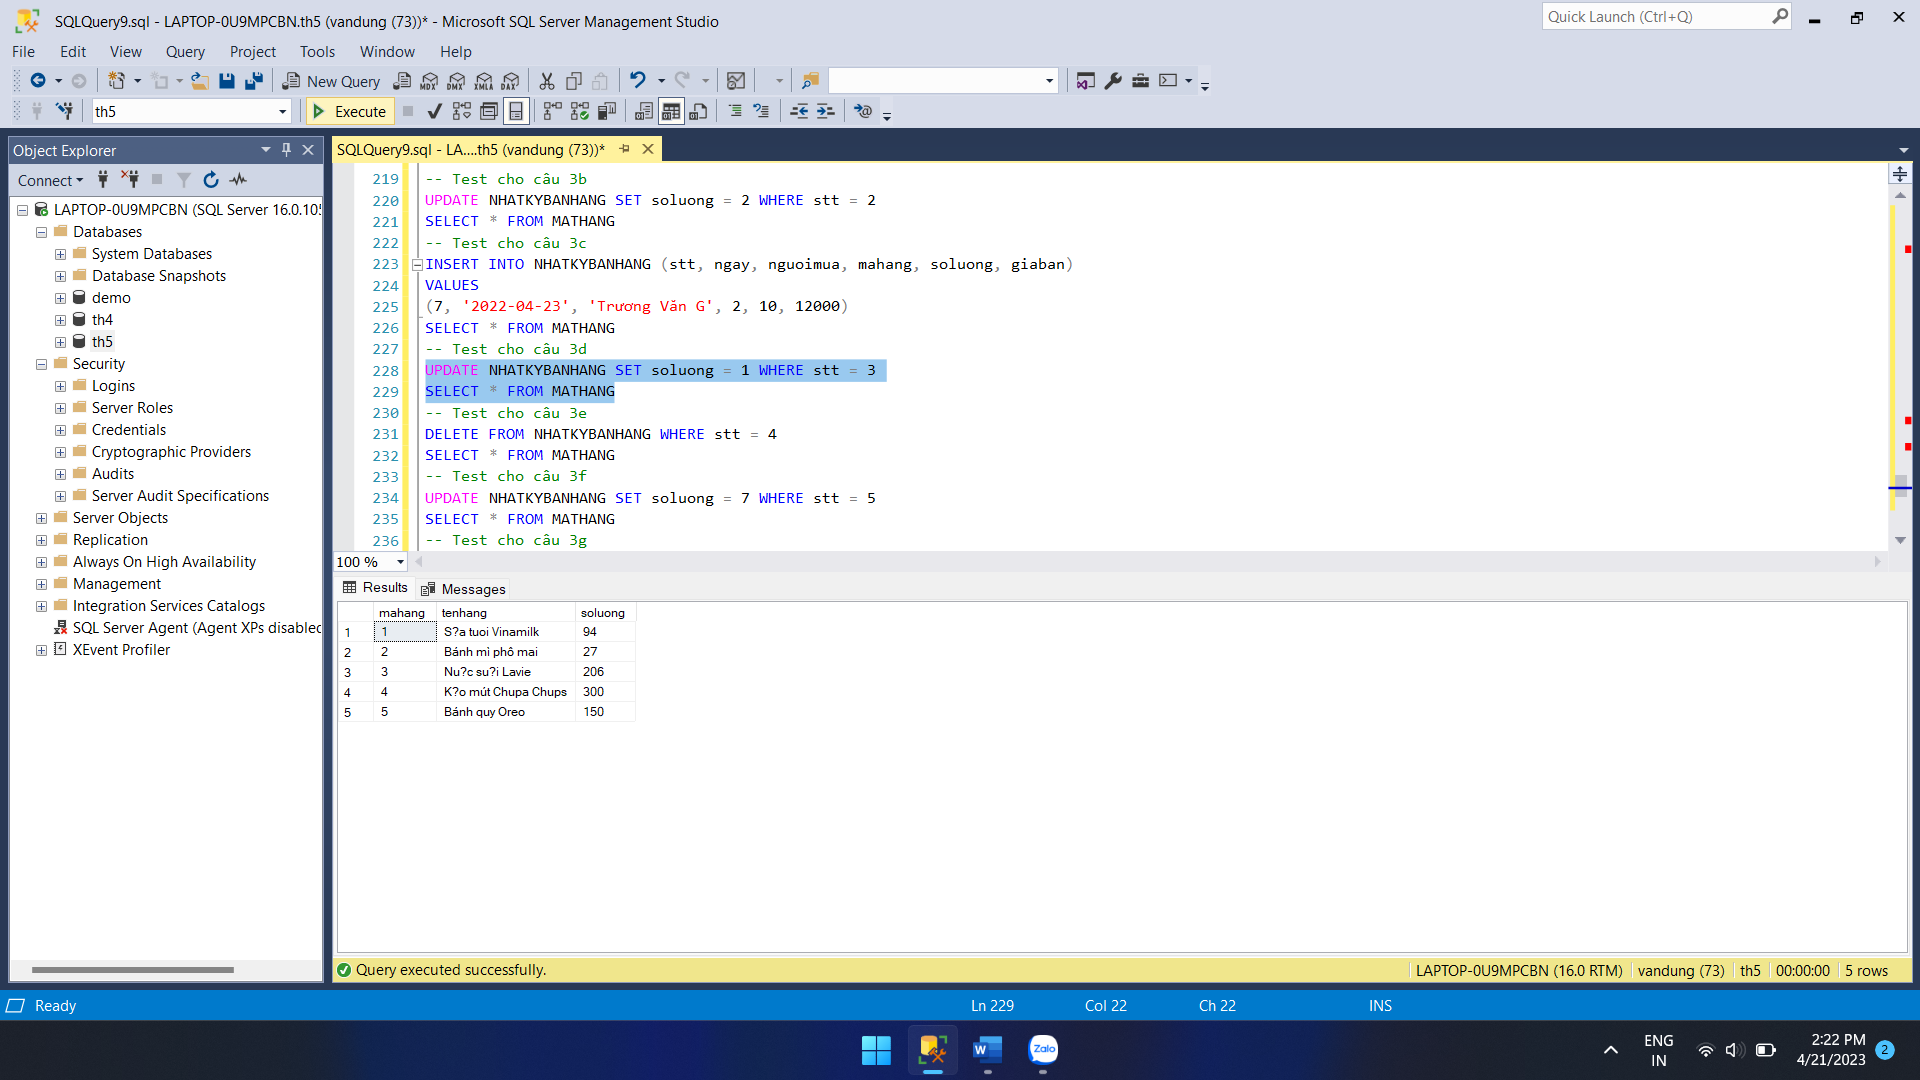 SQLQuery9.sql - LAPTOP-0U9MPCBN.th5 (vandung (73))* - Microsoft SQL Server Management Studio
Quick Launch (Ctrl+Q)
File Edit View Query Project Tools Window Help
New Query
MDX DMX XMLA DAX
th5
Execute
Object Explorer
Connect
LAPTOP-0U9MPCBN (SQL Server 16.0.105
Databases
System Databases
Database Snapshots
demo
th4
th5
Security
Logins
Server Roles
Credentials
Cryptographic Providers
Audits
Server Audit Specifications
Server Objects
Replication
Always On High Availability
Management
Integration Services Catalogs
SQL Server Agent (Agent XPs disabled
XEvent Profiler
SQLQuery9.sql - LA....th5 (vandung (73))*
219 -- Test cho câu 3b
220 UPDATE NHATKYBANHANG SET soluong = 2 WHERE stt = 2
221 SELECT * FROM MATHANG
222 -- Test cho câu 3c
223 INSERT INTO NHATKYBANHANG (stt, ngay, nguoimua, mahang, soluong, giaban)
224 VALUES
225 (7, '2022-04-23', 'Trương Văn G', 2, 10, 12000)
226 SELECT * FROM MATHANG
227 -- Test cho câu 3d
228 UPDATE NHATKYBANHANG SET soluong = 1 WHERE stt = 3
229 SELECT * FROM MATHANG
230 -- Test cho câu 3e
231 DELETE FROM NHATKYBANHANG WHERE stt = 4
232 SELECT * FROM MATHANG
233 -- Test cho câu 3f
234 UPDATE NHATKYBANHANG SET soluong = 7 WHERE stt = 5
235 SELECT * FROM MATHANG
236 -- Test cho câu 3g
100 %
Results Messages
mahang tenhang soluong
1 1 S?a tuoi Vinamilk 94
2 2 Bánh mì phô mai 27
3 3 Nu?c su?i Lavie 206
4 4 K?o mút Chupa Chups 300
5 5 Bánh quy Oreo 150
Query executed successfully.
LAPTOP-0U9MPCBN (16.0 RTM) vandung (73) th5 00:00:00 5 rows
Ready Ln 229 Col 22 Ch 22 INS
W
Zalo
ENG
IN
2:22 PM
4/21/2023
2